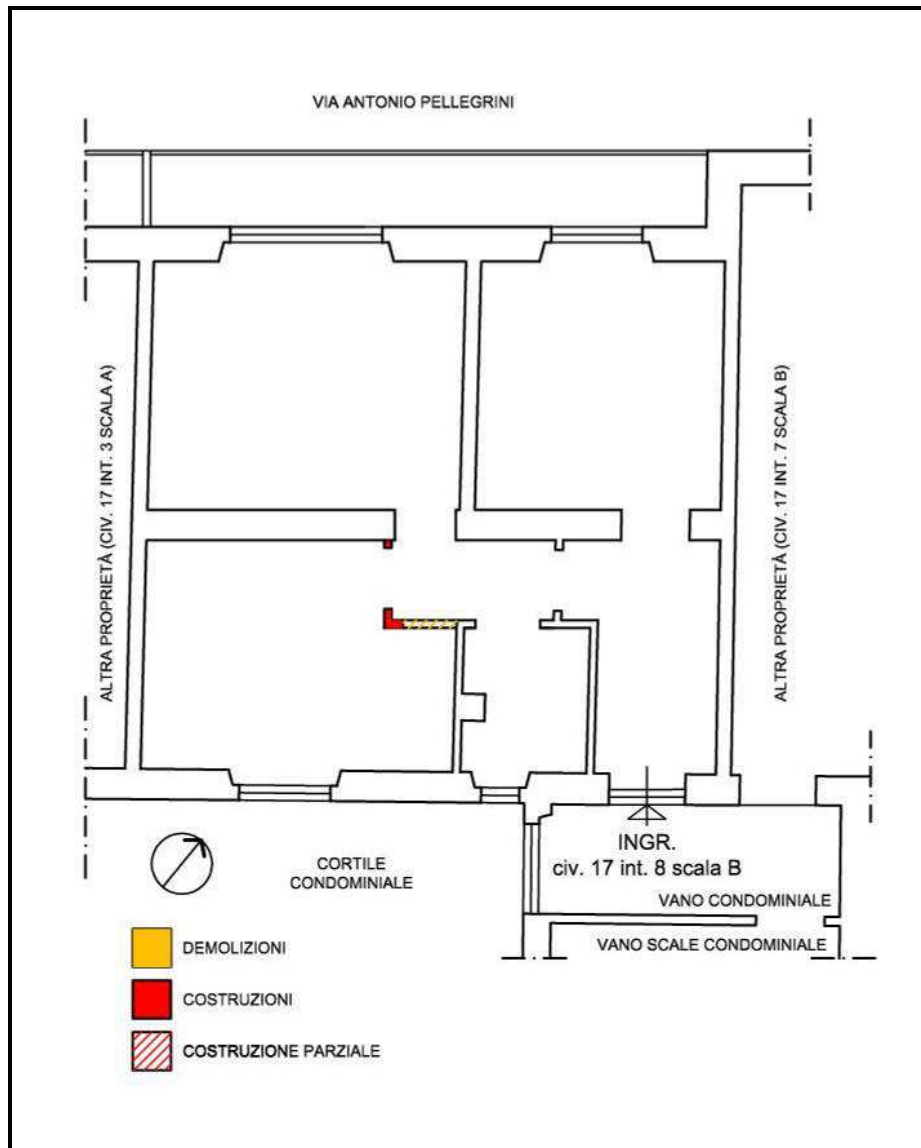 VIA ANTONIO PELLEGRINI
ALTRA PROPRIETÀ (CIV. 17 INT. 3 SCALA A)
ALTRA PROPRIETÀ (CIV. 17 INT. 7 SCALA B)
INGR.
civ. 17 int. 8 scala B
CORTILE
CONDOMINIALE
VANO CONDOMINIALE
VANO SCALE CONDOMINIALE
DEMOLIZIONI
COSTRUZIONI
COSTRUZIONE PARZIALE